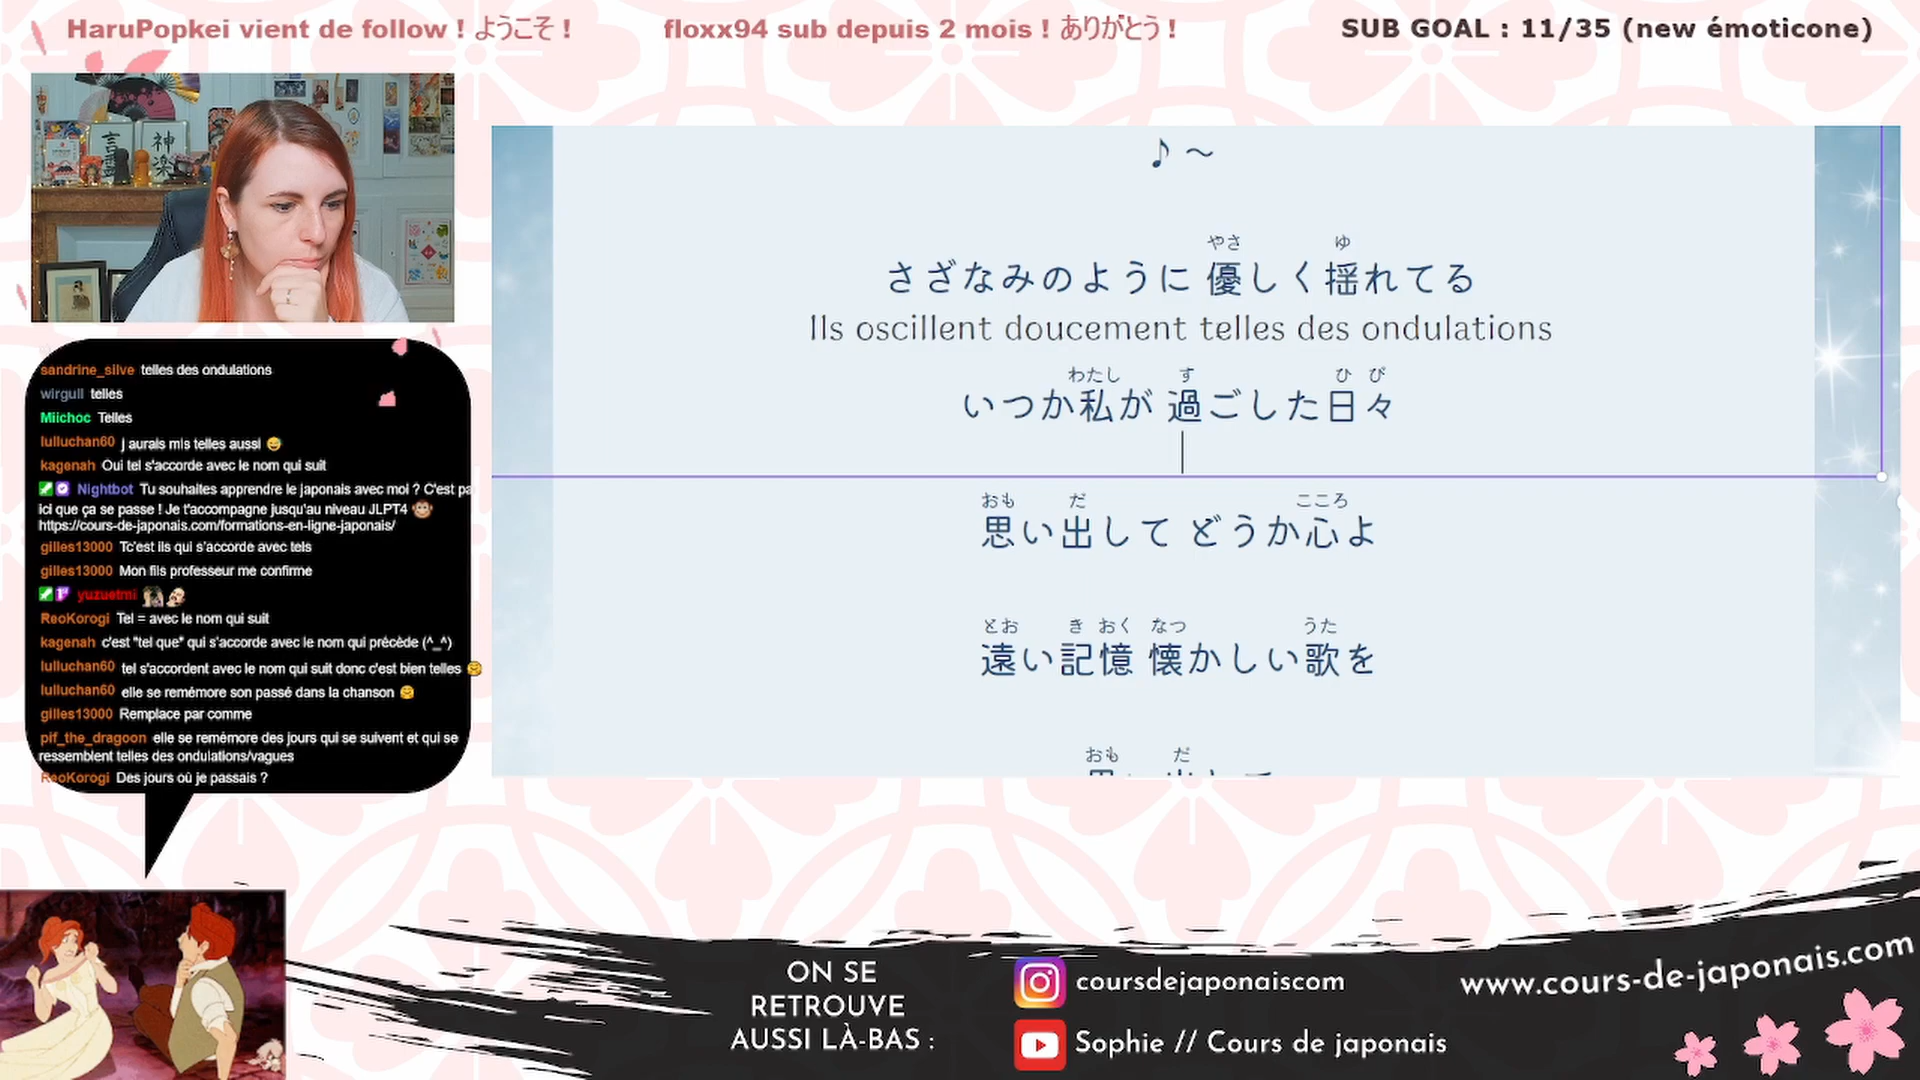 HaruPopkei vient de follow ! ようこそ !
floxx94 sub depuis 2 mois ! ありがとう !
SUB GOAL : 11/35 (new émoticone)
言霊
神楽
♪ ～
やさ ゆ
さざなみのように 優しく揺れてる
Ils oscillent doucement telles des ondulations
わたし す ひ び
いつか私が 過ごした日々
おも だ こころ
思い出して どうか心よ
とお き おく なつ うた
遠い記憶 懐かしい歌を
おも だ
sandrine_silve telles des ondulations
wirgull telles
Miichoc Telles
lulluchan60 j aurais mis telles aussi 😅
kagenah Oui tel s'accorde avec le nom qui suit
Nightbot Tu souhaites apprendre le japonais avec moi ? C'est pa
ici que ça se passe ! Je t'accompagne jusqu'au niveau JLPT4
https://cours-de-japonais.com/formations-en-ligne-japonais/
gilles13000 Tc'est ils qui s'accorde avec tels
gilles13000 Mon fils professeur me confirme
yuzuetmi
ReoKorogi Tel = avec le nom qui suit
kagenah c'est "tel que" qui s'accorde avec le nom qui précède (^_^)
lulluchan60 tel s'accordent avec le nom qui suit donc c'est bien telles 🤗
lulluchan60 elle se remémore son passé dans la chanson 🤗
gilles13000 Remplace par comme
pif_the_dragoon elle se remémore des jours qui se suivent et qui se
ressemblent telles des ondulations/vagues
ReoKorogi Des jours où je passais ?
ON SE
RETROUVE
AUSSI LÀ-BAS :
coursdejaponaiscom
Sophie // Cours de japonais
www.cours-de-japonais.com